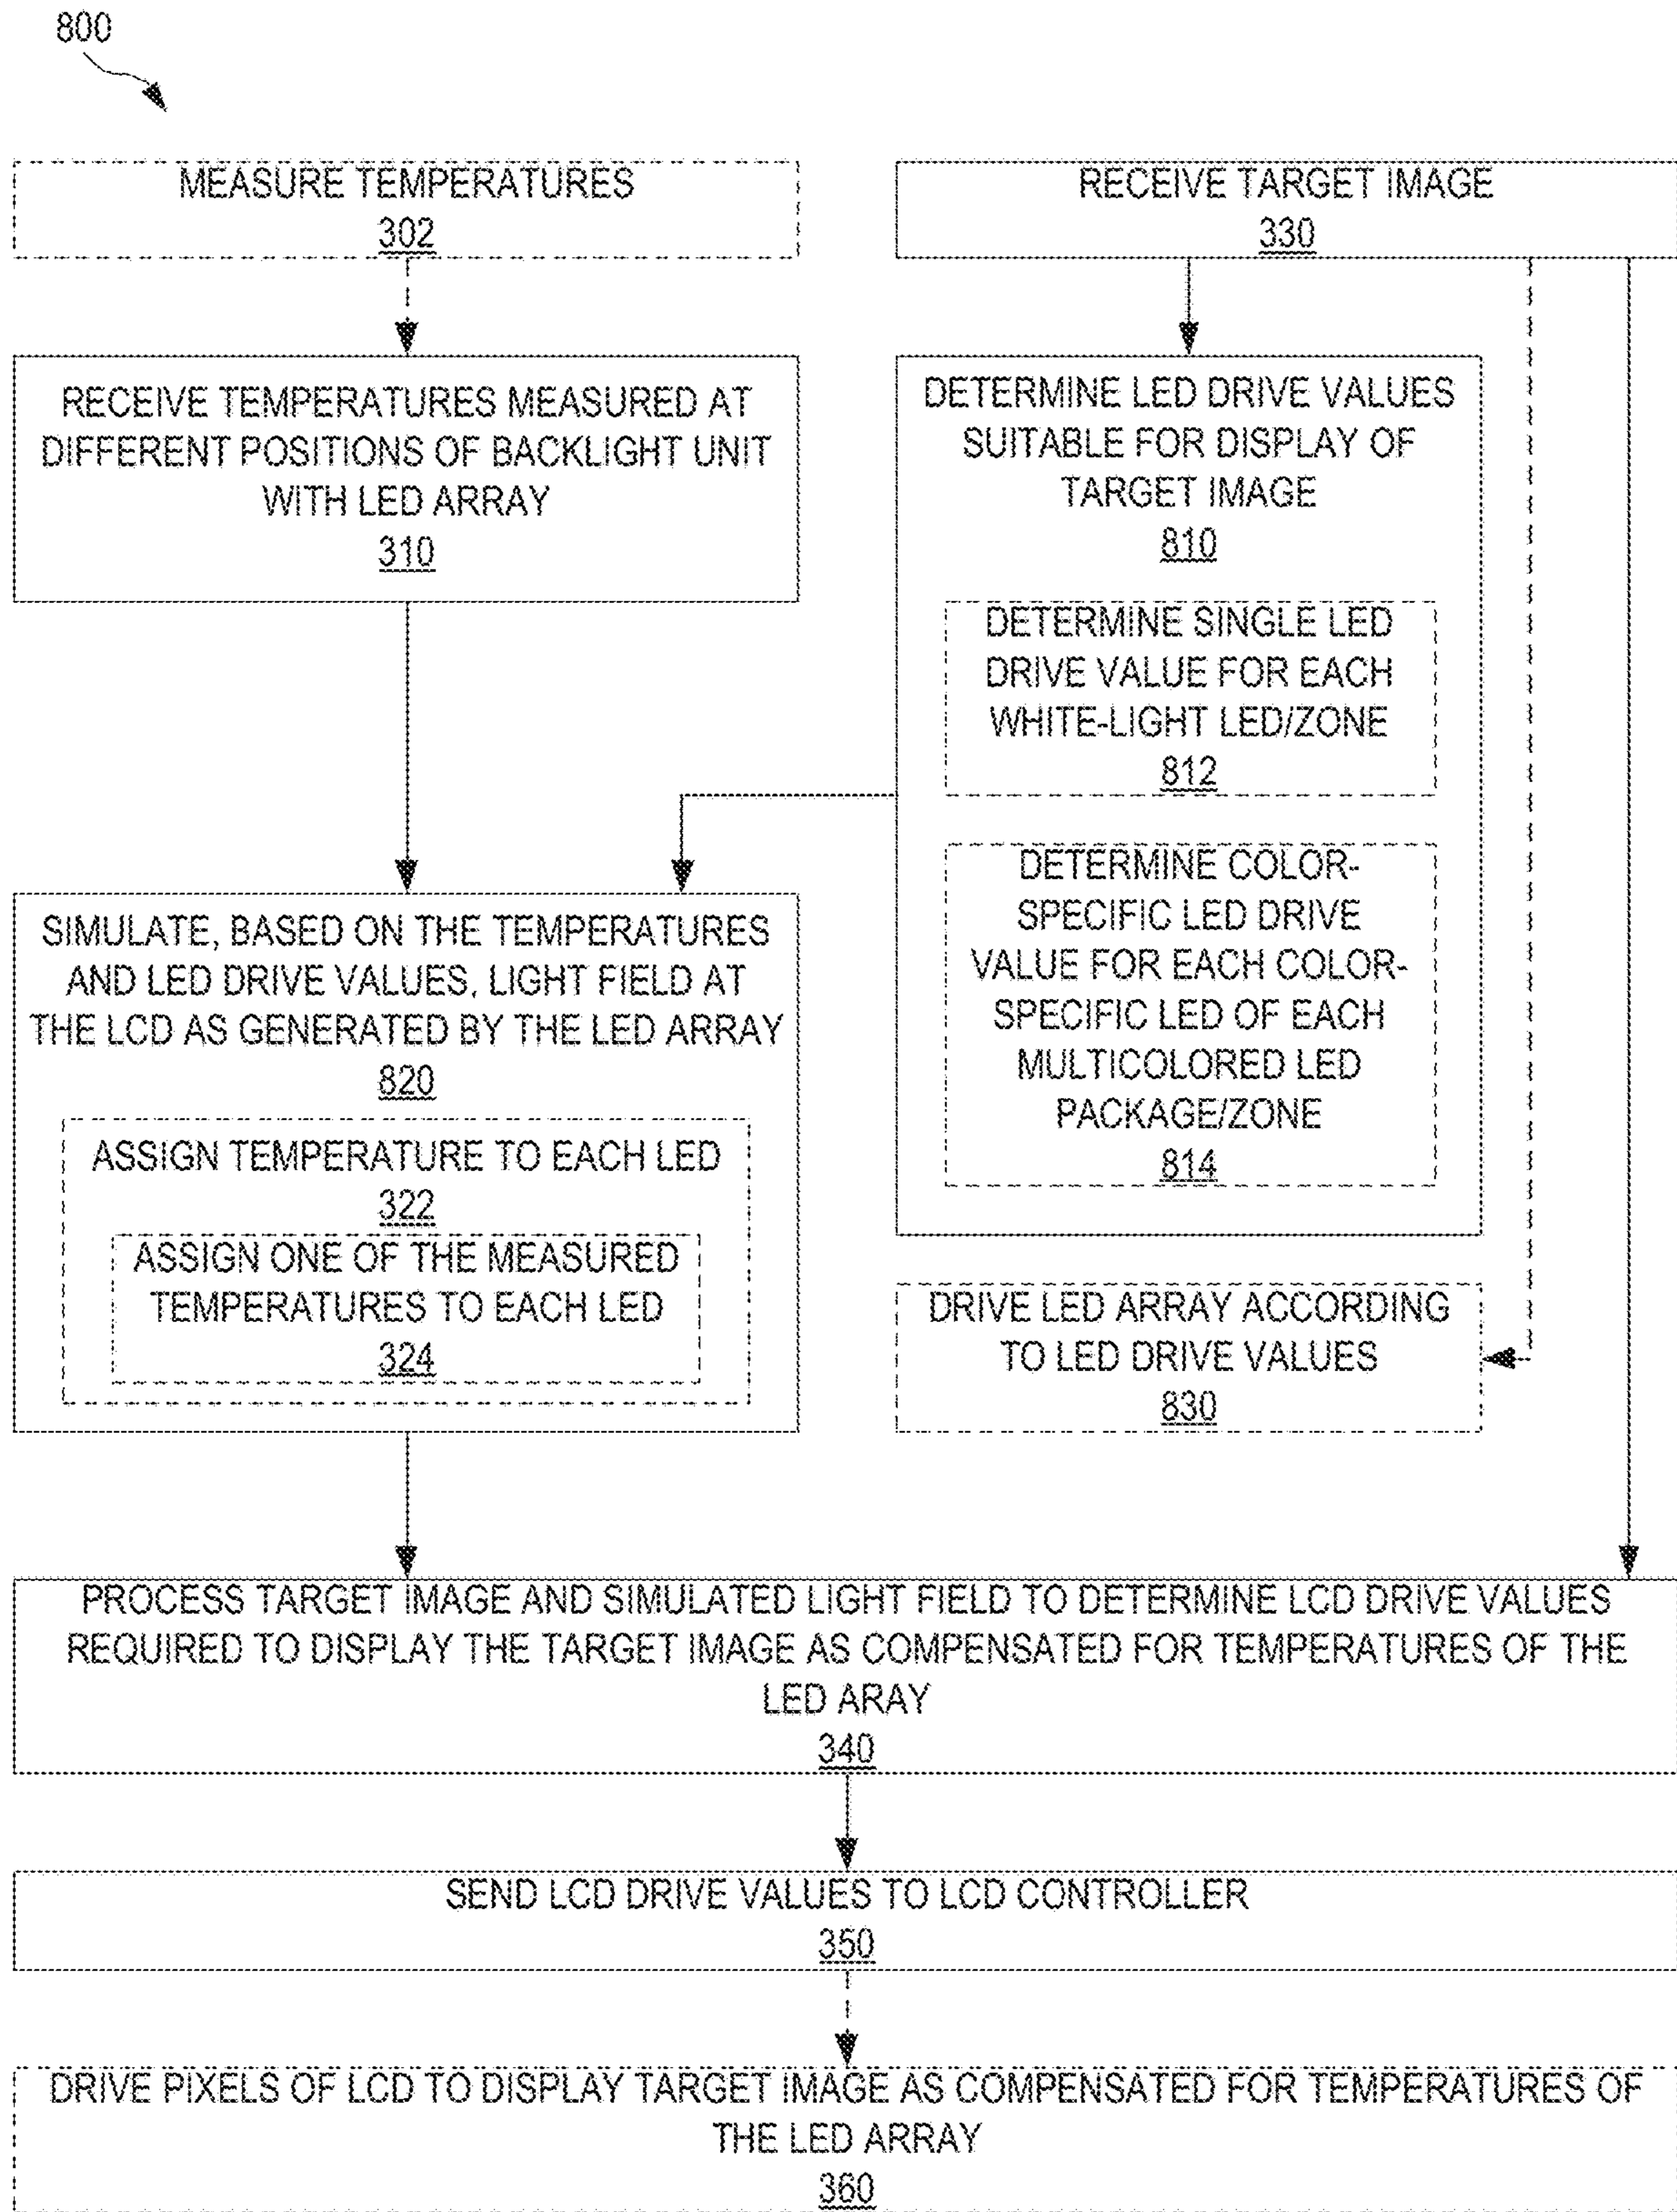 800
MEASURE TEMPERATURES
302
RECEIVE TARGET IMAGE
330
RECEIVE TEMPERATURES MEASURED AT
DIFFERENT POSITIONS OF BACKLIGHT UNIT
WITH LED ARRAY
310
DETERMINE LED DRIVE VALUES
SUITABLE FOR DISPLAY OF
TARGET IMAGE
810
DETERMINE SINGLE LED
DRIVE VALUE FOR EACH
WHITE-LIGHT LED/ZONE
812
DETERMINE COLOR-
SPECIFIC LED DRIVE
VALUE FOR EACH COLOR-
SPECIFIC LED OF EACH
MULTICOLORED LED
PACKAGE/ZONE
814
SIMULATE, BASED ON THE TEMPERATURES
AND LED DRIVE VALUES, LIGHT FIELD AT
THE LCD AS GENERATED BY THE LED ARRAY
820
ASSIGN TEMPERATURE TO EACH LED
322
ASSIGN ONE OF THE MEASURED
TEMPERATURES TO EACH LED
324
DRIVE LED ARRAY ACCORDING
TO LED DRIVE VALUES
830
PROCESS TARGET IMAGE AND SIMULATED LIGHT FIELD TO DETERMINE LCD DRIVE VALUES
REQUIRED TO DISPLAY THE TARGET IMAGE AS COMPENSATED FOR TEMPERATURES OF THE
LED ARAY
340
SEND LCD DRIVE VALUES TO LCD CONTROLLER
350
DRIVE PIXELS OF LCD TO DISPLAY TARGET IMAGE AS COMPENSATED FOR TEMPERATURES OF
THE LED ARRAY
360